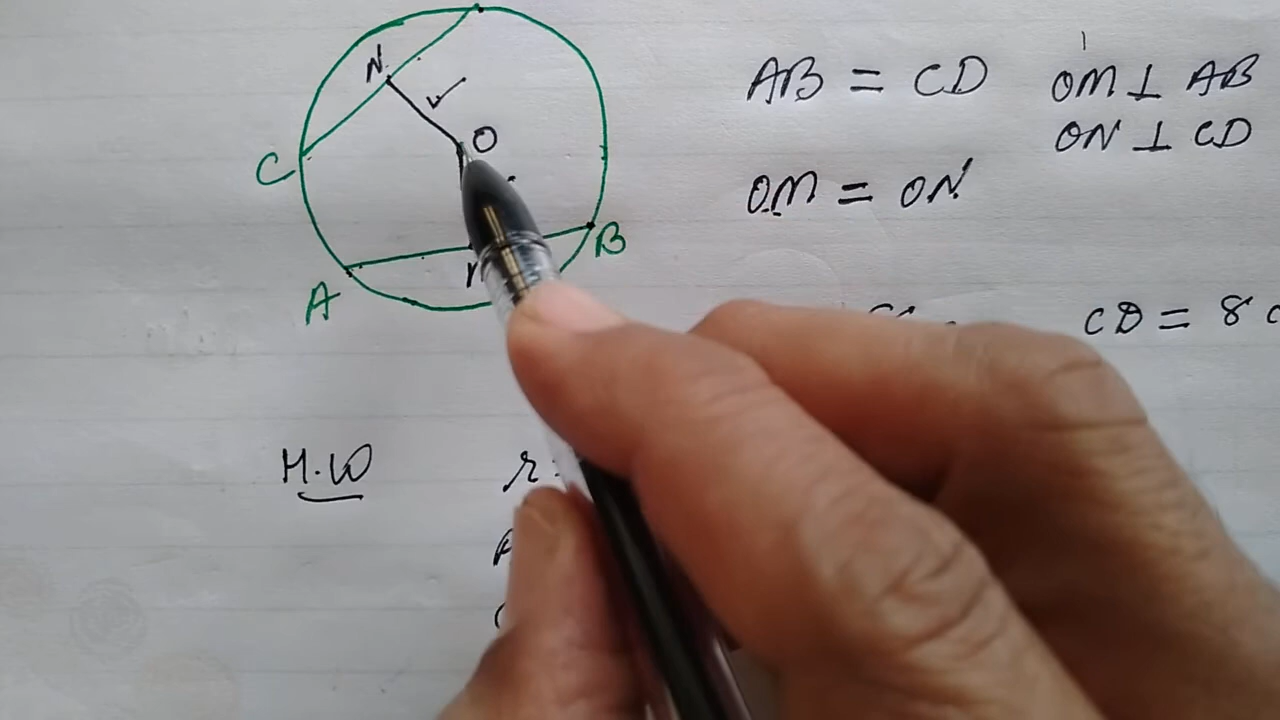 N
O
C
B
A
AB = CD OM ⊥ AB
ON ⊥ CD
OM = ON
CD = 8
H.W
r